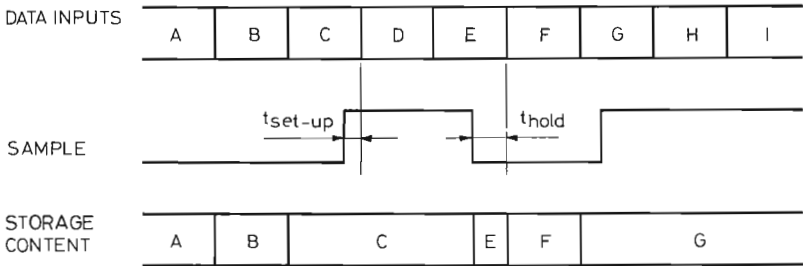 DATA INPUTS
A B C D E F G H I
tset-up thold
SAMPLE
STORAGE
CONTENT
A B C E F G